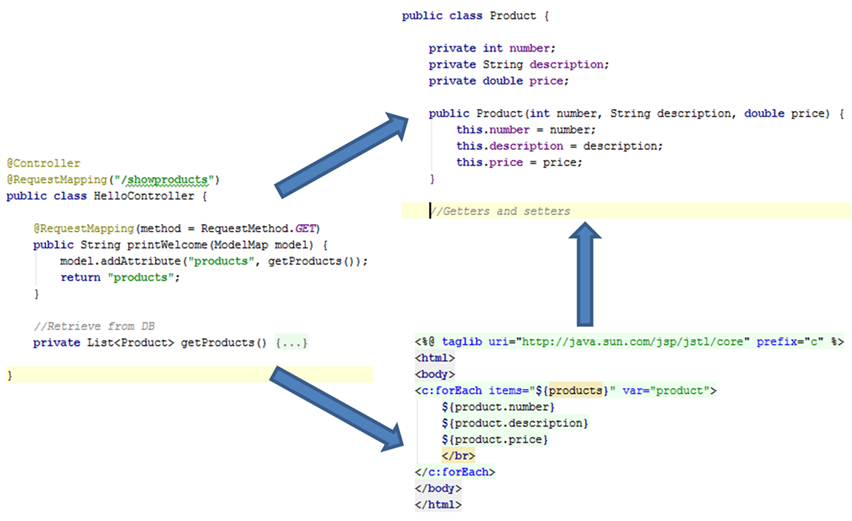 @Controller
@RequestMapping("/showproducts")
public class HelloController {
@RequestMapping(method = RequestMethod.GET)
public String printWelcome(ModelMap model) {
model.addAttribute("products", getProducts());
return "products";
}
//Retrieve from DB
private List<Product> getProducts() {...}
}
public class Product {
private int number;
private String description;
private double price;
public Product(int number, String description, double price) {
this.number = number;
this.description = description;
this.price = price;
}
//Getters and setters
<%@ taglib uri="http://java.sun.com/jsp/jstl/core" prefix="c" %>
<html>
<body>
<c:forEach items="${products}" var="product">
${product.number}
${product.description}
${product.price}
</br>
</c:forEach>
</body>
</html>